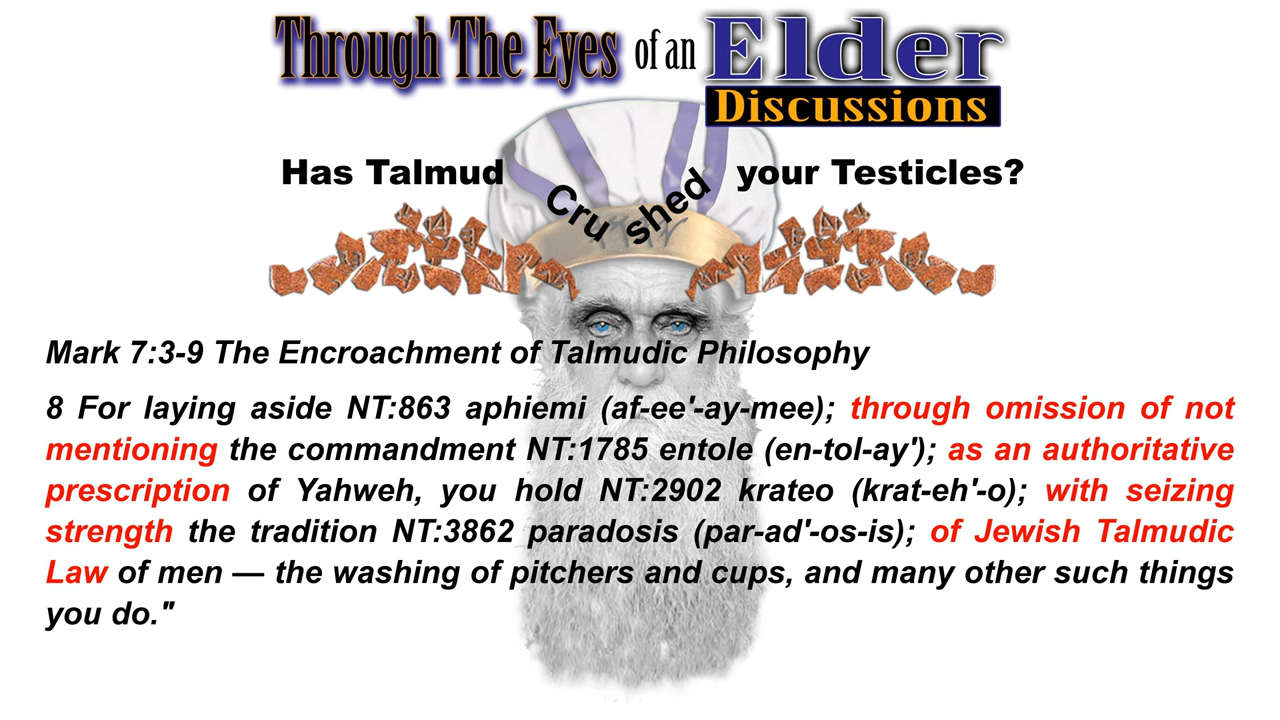 Through The Eyes of an Elder
Discussions
Has Talmud Crushed your Testicles?
Mark 7:3-9 The Encroachment of Talmudic Philosophy
8 For laying aside NT:863 aphiemi (af-ee'-ay-mee); through omission of not
mentioning the commandment NT:1785 entole (en-tol-ay'); as an authoritative
prescription of Yahweh, you hold NT:2902 krateo (krat-eh'-o); with seizing
strength the tradition NT:3862 paradosis (par-ad'-os-is); of Jewish Talmudic
Law of men — the washing of pitchers and cups, and many other such things
you do."